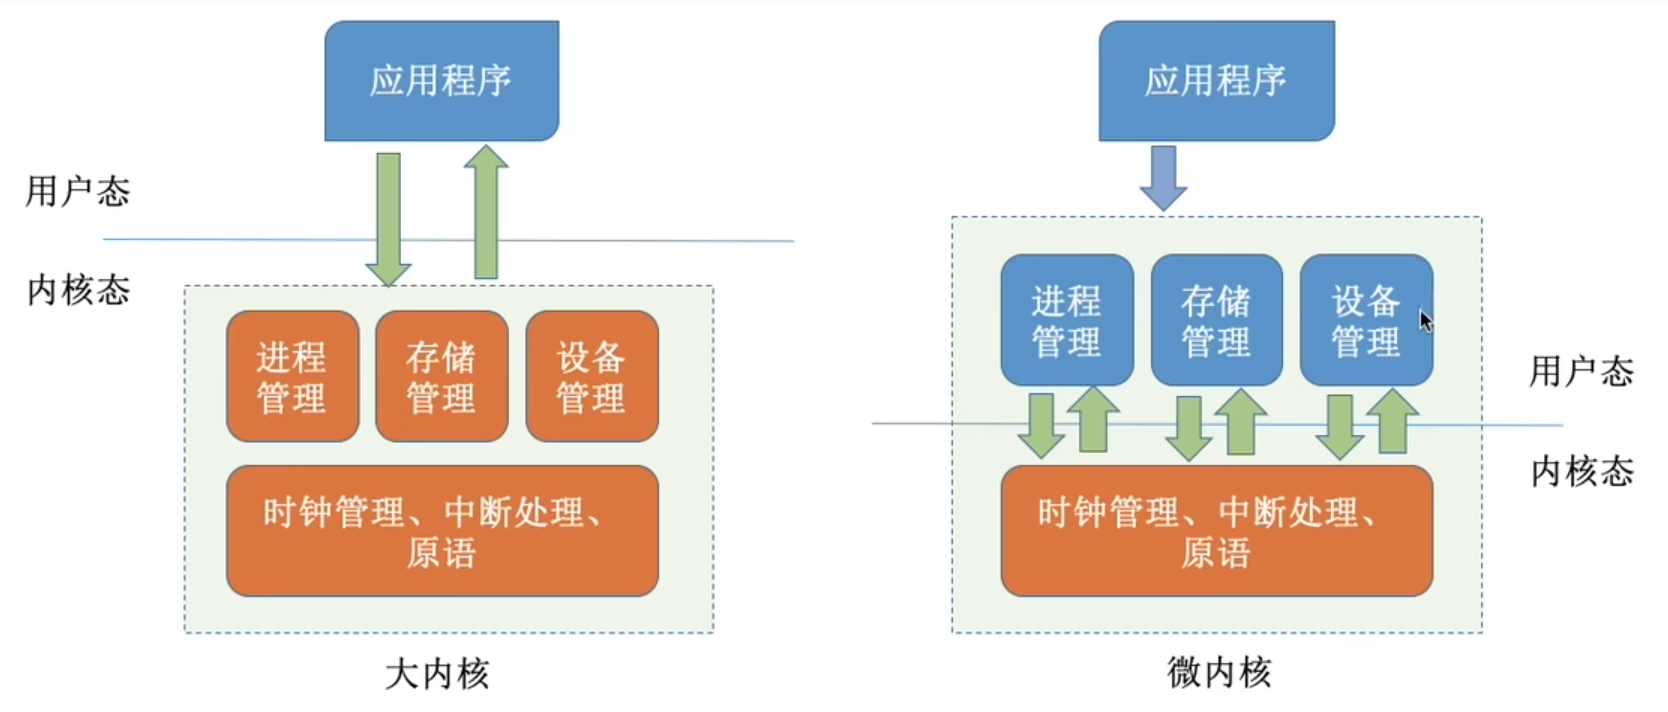 应用程序
用户态
内核态
进程
管理
存储
管理
设备
管理
时钟管理、中断处理、
原语
大内核
应用程序
进程
管理
存储
管理
设备
管理
用户态
内核态
时钟管理、中断处理、
原语
微内核